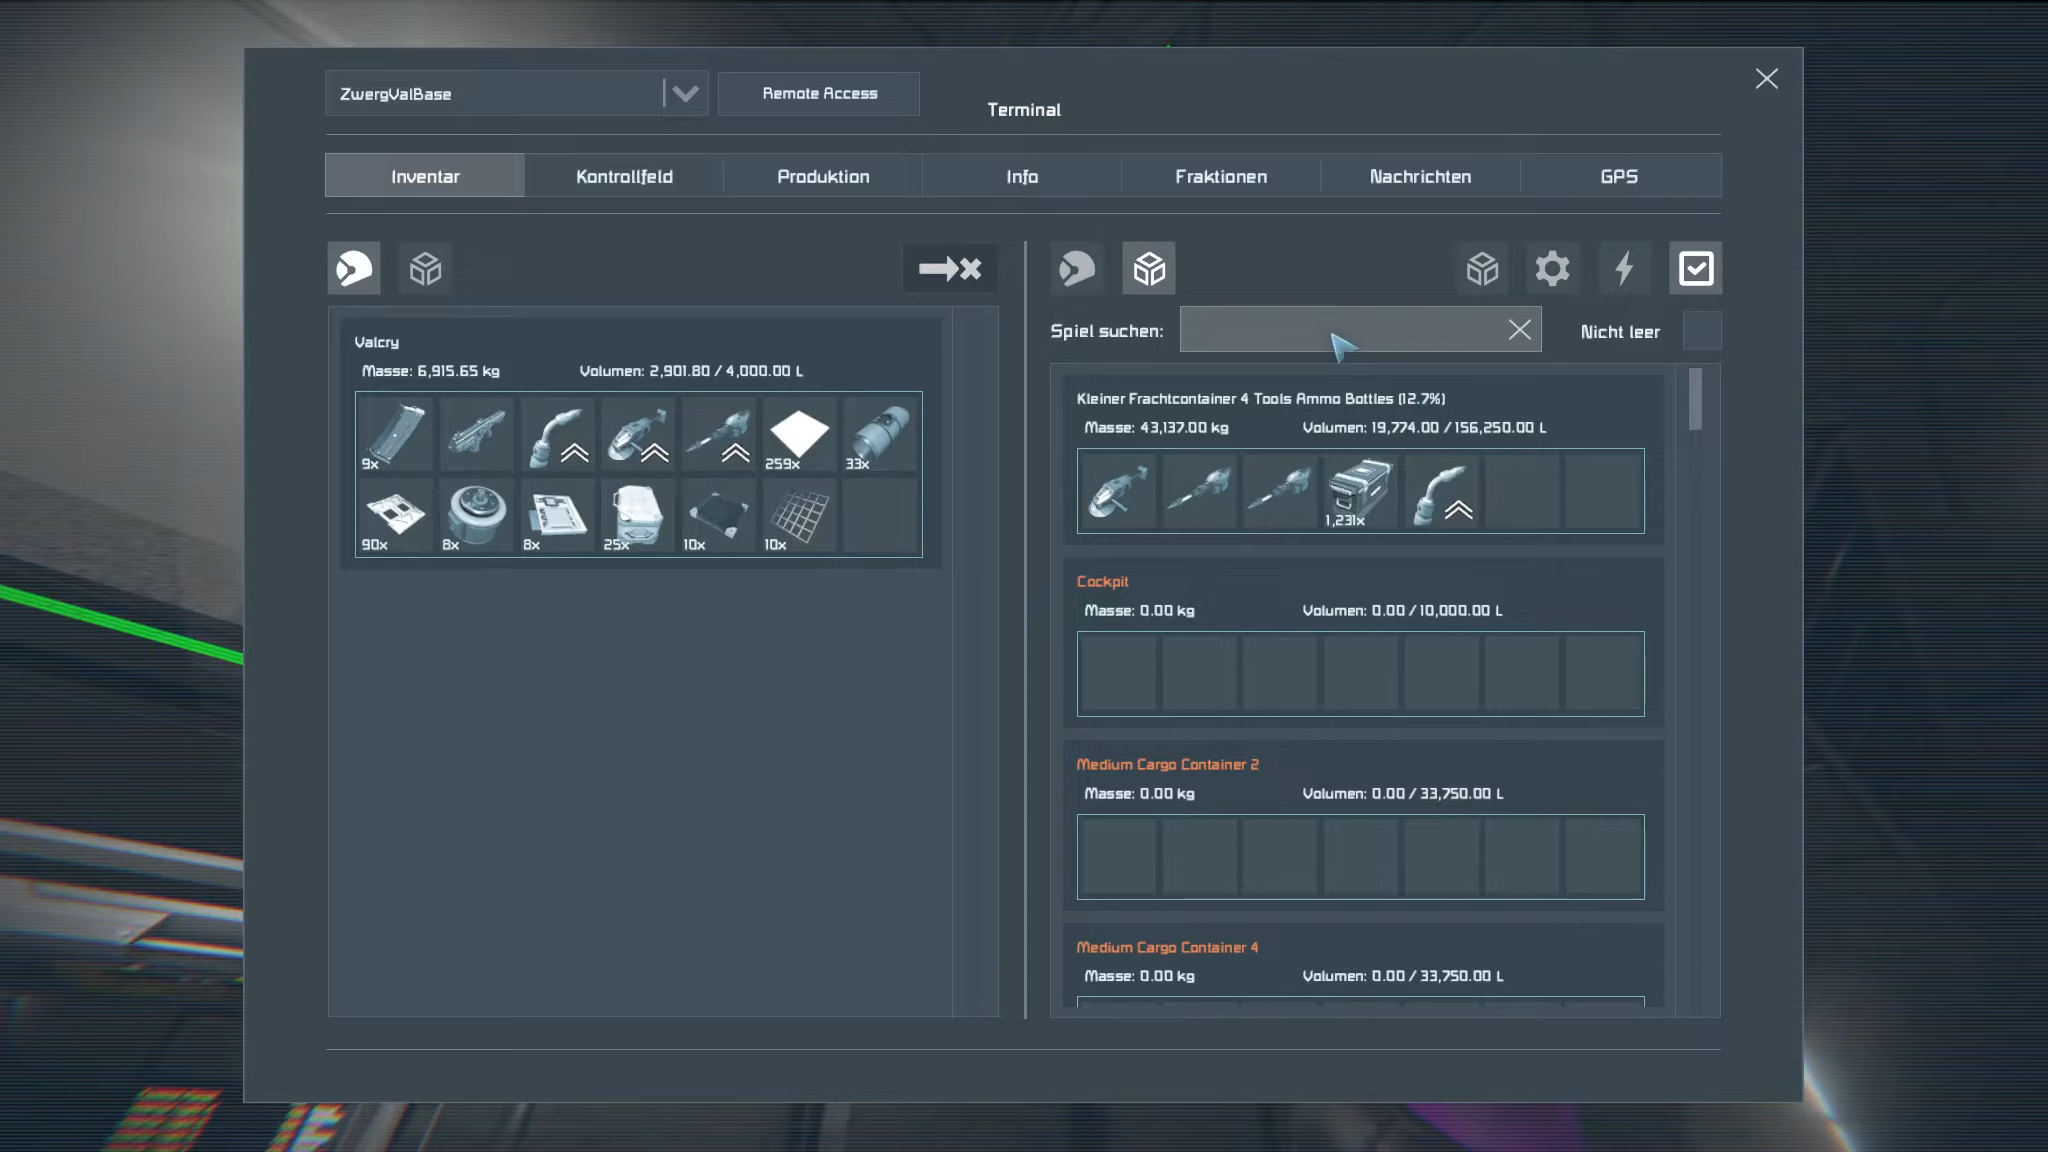 ZwergValBase
Remote Access
Terminal
Inventar
Kontrollfeld
Produktion
Info
Fraktionen
Nachrichten
GPS
Valcry
Masse: 6,915.65 kg
Volumen: 2,901.80 / 4,000.00 L
9x
259x
33x
90x
8x
8x
25x
10x
10x
Spiel suchen:
Nicht leer
Kleiner Frachtcontainer 4 Tools Ammo Bottles (12.7%)
Masse: 43,137.00 kg
Volumen: 19,774.00 / 156,250.00 L
1,231x
Cockpit
Masse: 0.00 kg
Volumen: 0.00 / 10,000.00 L
Medium Cargo Container 2
Masse: 0.00 kg
Volumen: 0.00 / 33,750.00 L
Medium Cargo Container 4
Masse: 0.00 kg
Volumen: 0.00 / 33,750.00 L